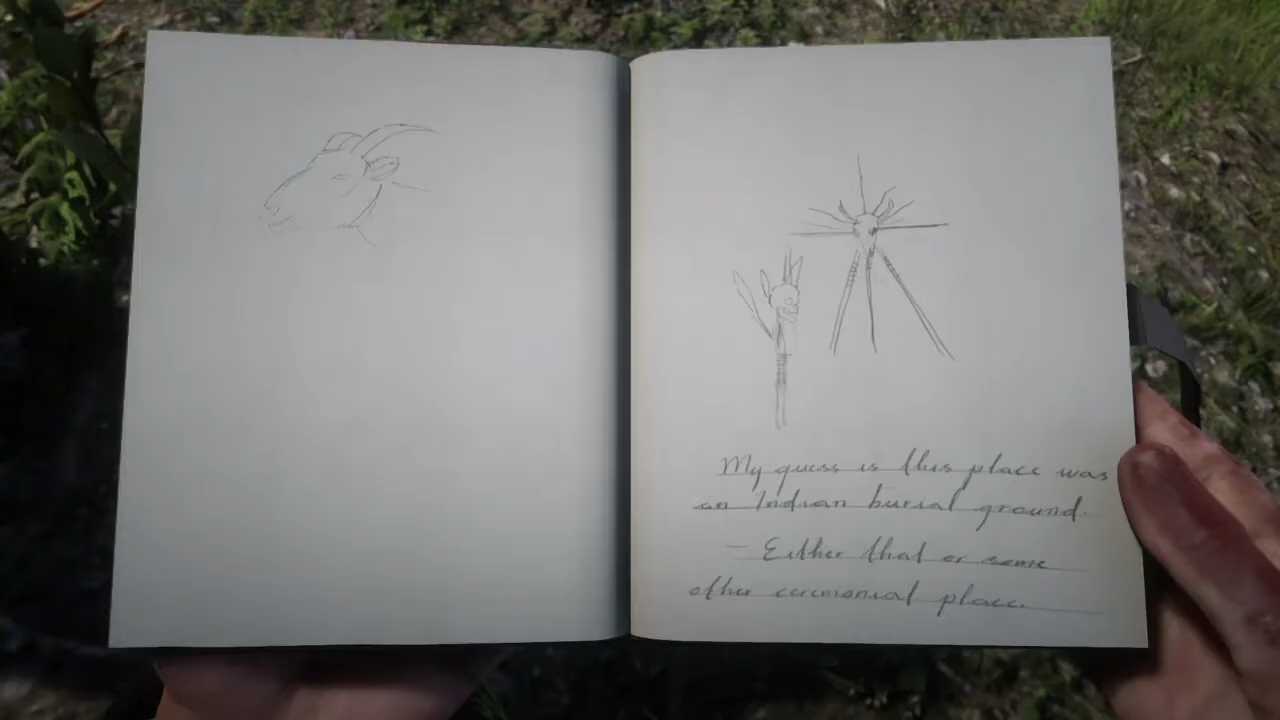 My guess is this place was
an Indian burial ground.
– Either that or some
other ceremonial place.